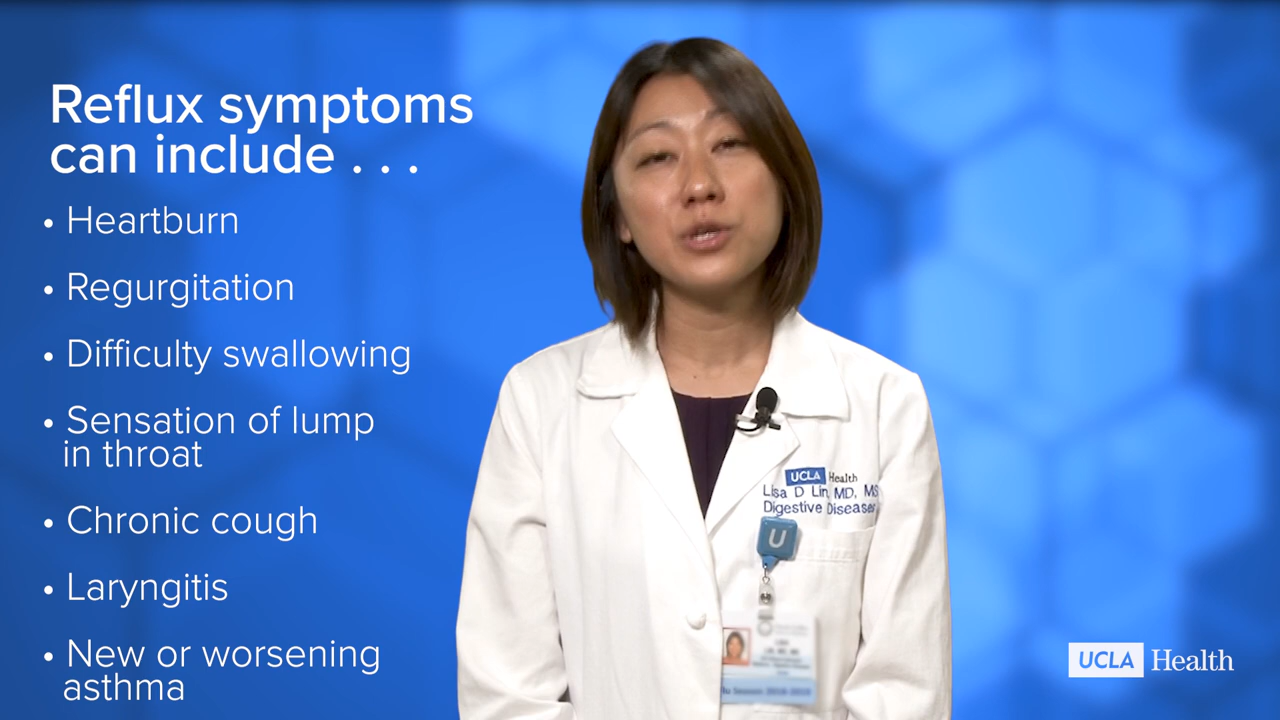 Reflux symptoms
can include . . .
• Heartburn
• Regurgitation
• Difficulty swallowing
• Sensation of lump
in throat
• Chronic cough
• Laryngitis
• New or worsening
asthma
UCLA Health
Lisa D Lin, MD, MS
Digestive Diseases
U
UCLA Health